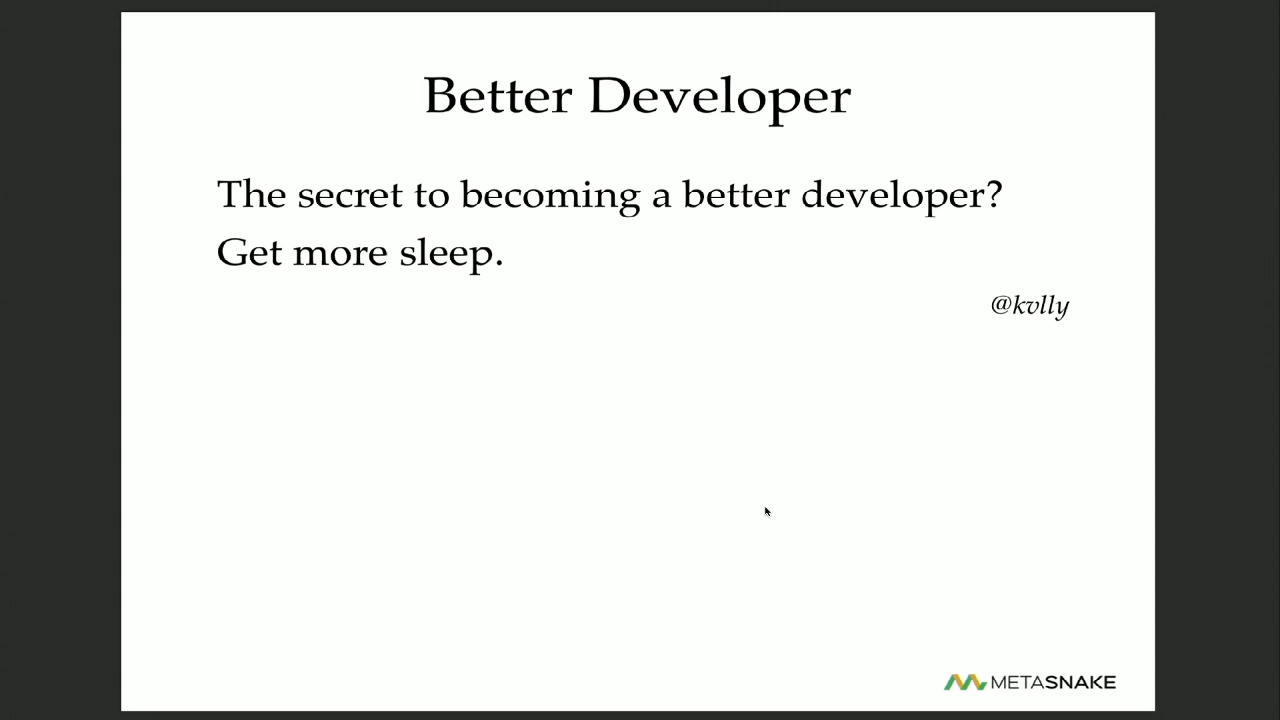 Better Developer
The secret to becoming a better developer?
Get more sleep.
@kvlly
METASNAKE